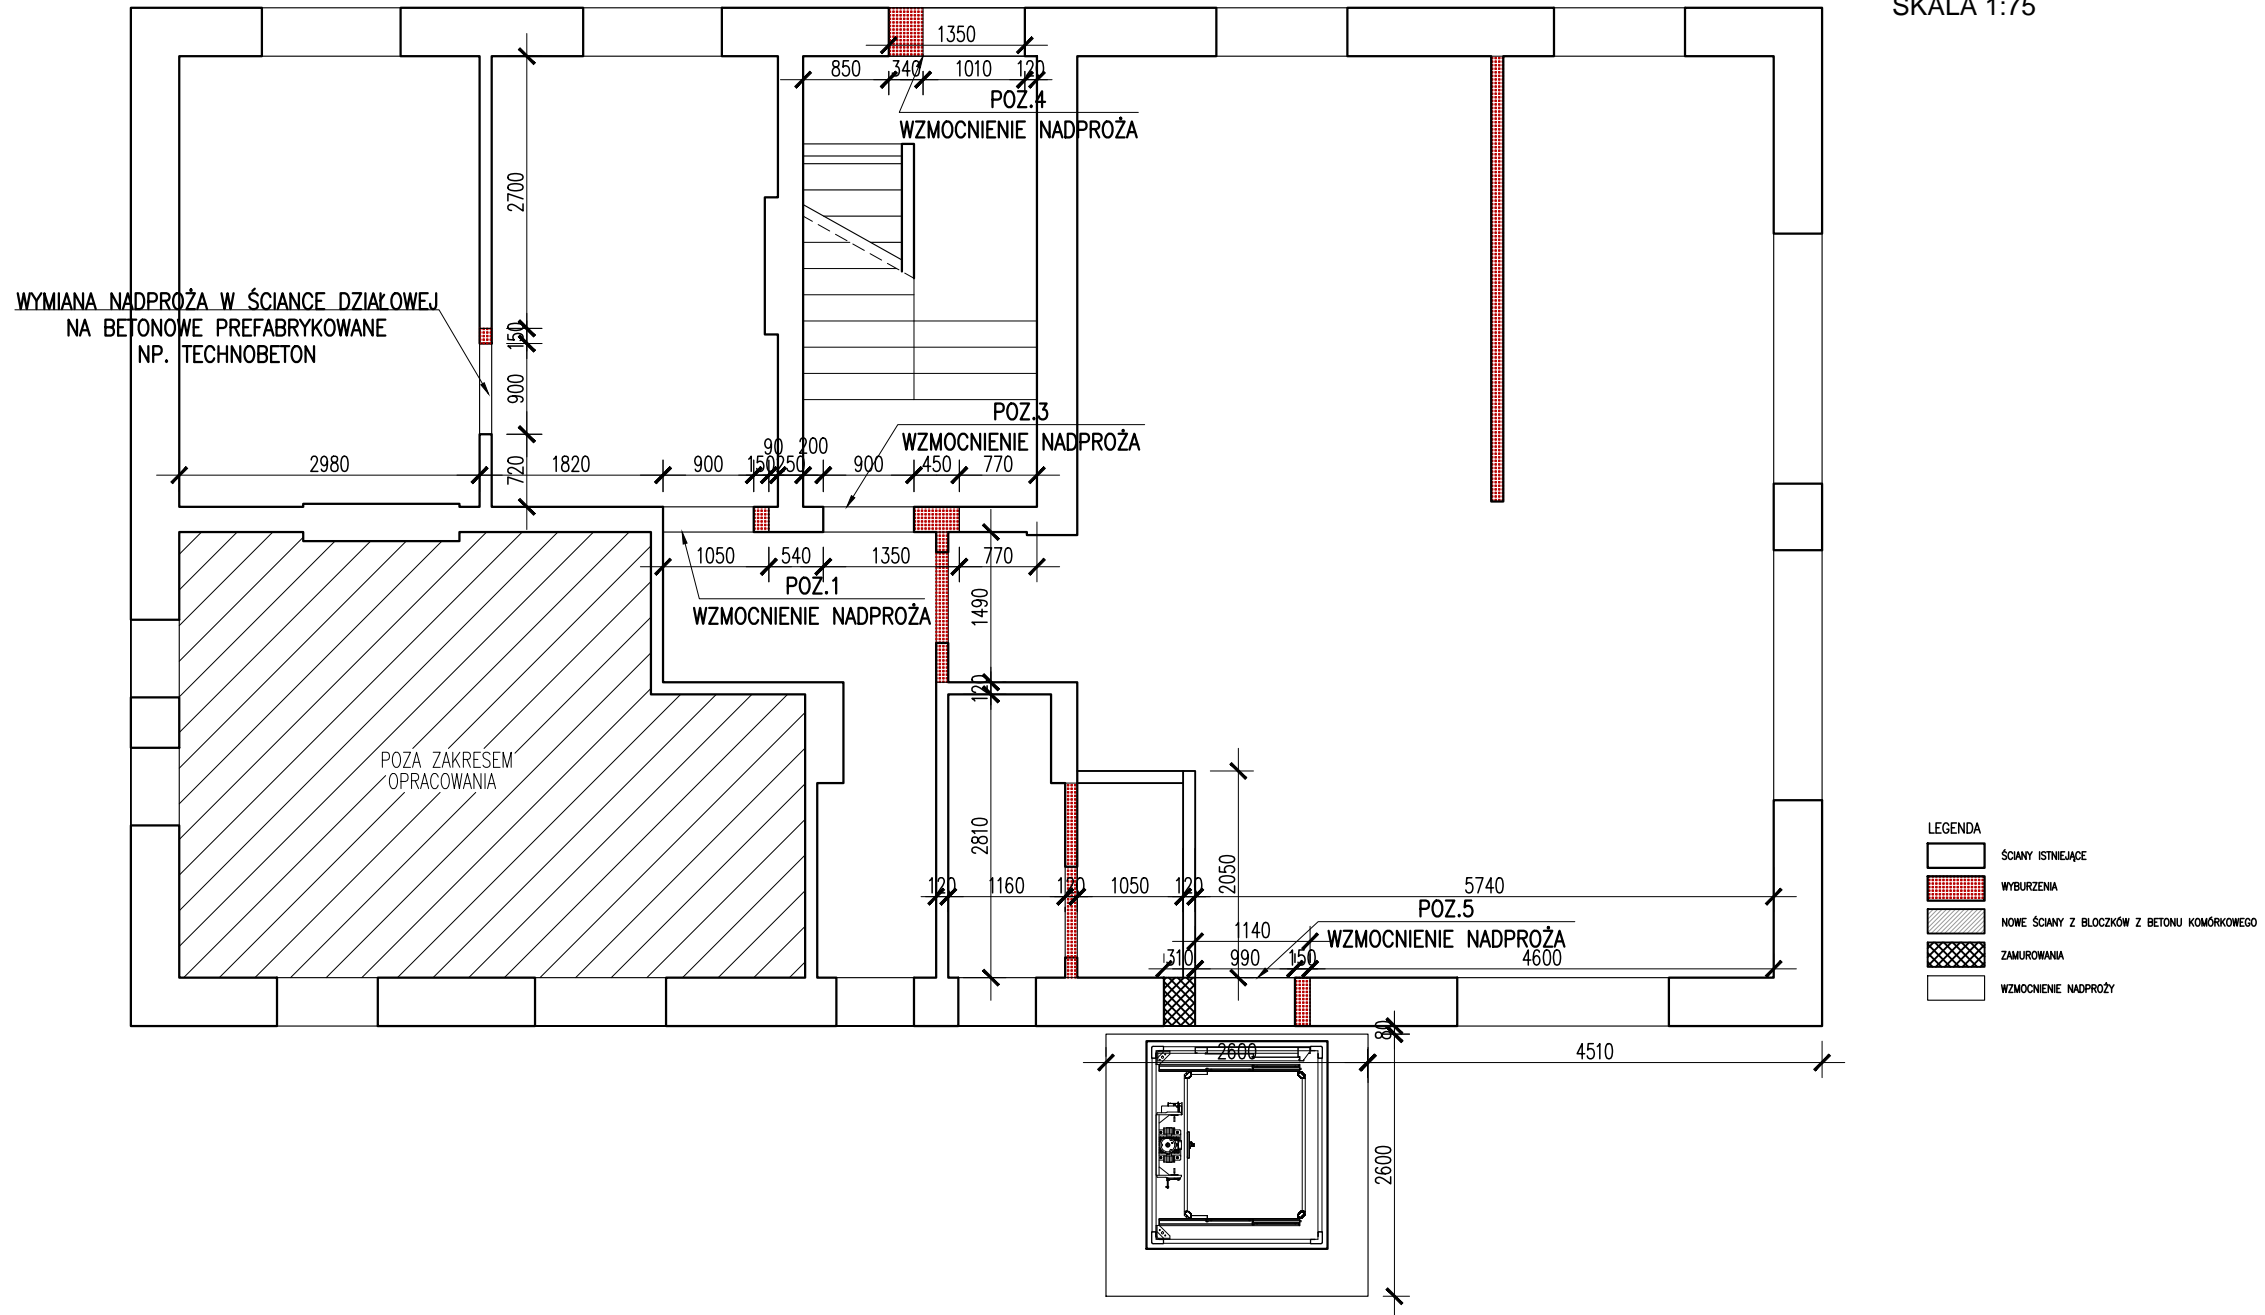 SKALA 1:75
1350
850
340
1010
120
POZ.4
WZMOCNIENIE NADPROŻA
2700
WYMIANA NADPROŻA W ŚCIANCE DZIAŁOWEJ
NA BETONOWE PREFABRYKOWANE
NP. TECHNOBETON
150
900
720
POZ.3
WZMOCNIENIE NADPROŻA
90
200
2980
1820
900
150
250
900
450
770
1050
540
1350
770
POZ.1
WZMOCNIENIE NADPROŻA
1490
120
POZA ZAKRESEM
OPRACOWANIA
2810
2050
120
1160
120
1050
120
5740
POZ.5
WZMOCNIENIE NADPROŻA
1140
310
990
150
4600
80
2600
4510
2600
LEGENDA
ŚCIANY ISTNIEJĄCE
WYBURZENIA
NOWE ŚCIANY Z BLOCZKÓW Z BETONU KOMÓRKOWEGO
ZAMUROWANIA
WZMOCNIENIE NADPROŻY